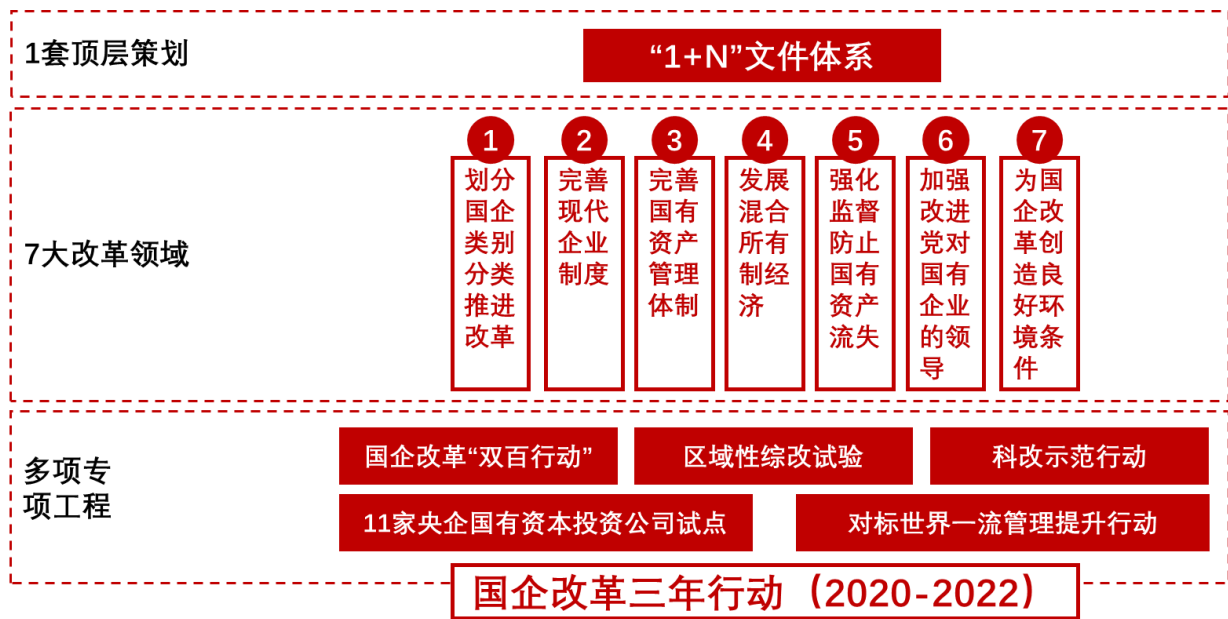 1套顶层策划
“1+N”文件体系
7大改革领域
1
划分
国企
类别
分类
推进
改革
2
完善
现代
企业
制度
3
完善
国有
资产
管理
体制
4
发展
混合
所有
制经
济
5
强化
监督
防止
国有
资产
流失
6
加强
改进
党对
国有
企业
的领
导
7
为国
企改
革创
造良
好环
境条
件
多项专
项工程
国企改革“双百行动”
区域性综改试验
科改示范行动
11家央企国有资本投资公司试点
对标世界一流管理提升行动
国企改革三年行动（2020-2022）